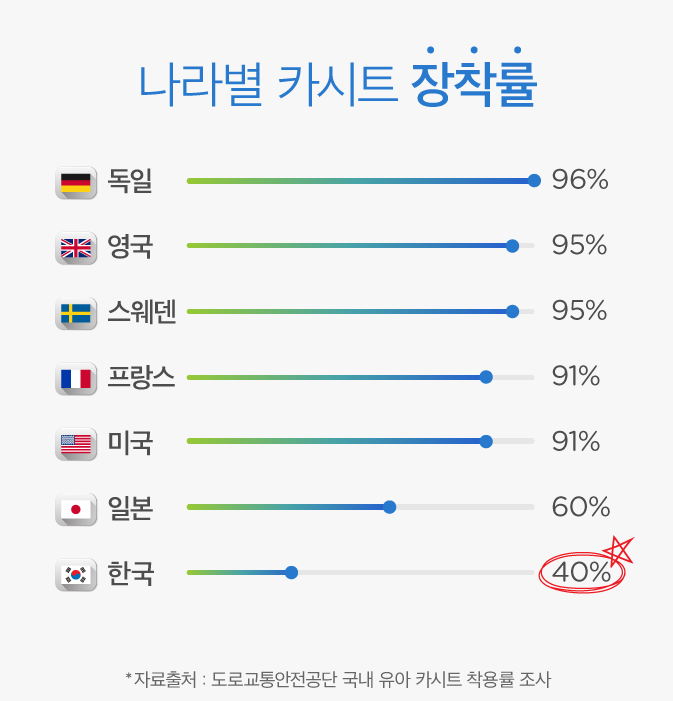 나라별 카시트 장착률
독일 96%
영국 95%
스웨덴 95%
프랑스 91%
미국 91%
일본 60%
한국 40%
*자료출처 : 도로교통안전공단 국내 유아 카시트 착용률 조사